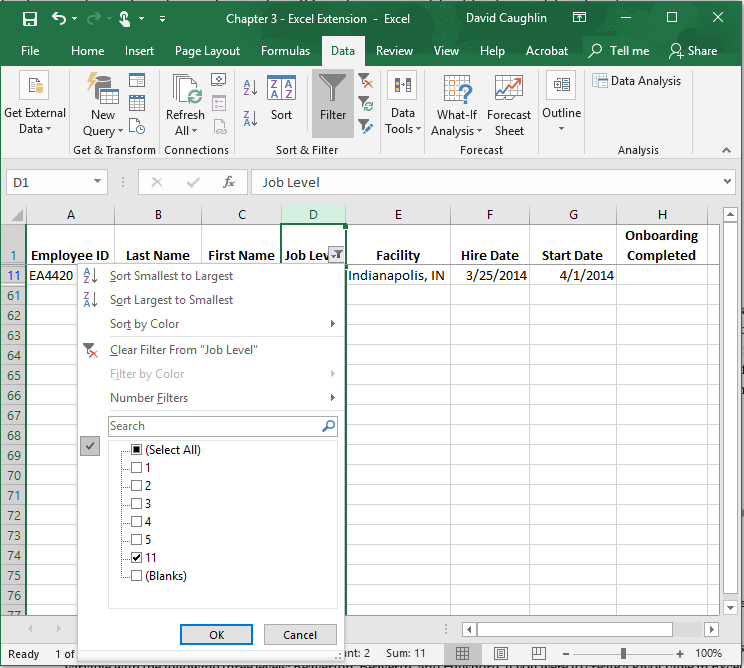 Chapter 3 - Excel Extension - Excel David Caughlin
File Home Insert Page Layout Formulas Data Review View Help Acrobat Tell me Share
Get External Data
New Query
Refresh All
Sort
Filter
Data Tools
What-If Analysis
Forecast Sheet
Outline
Data Analysis
Get & Transform Connections Sort & Filter Forecast Analysis
D1 fx Job Level
A B C D E F G H
1 Employee ID Last Name First Name Job Lev Facility Hire Date Start Date Onboarding Completed
11 EA4420 Indianapolis, IN 3/25/2014 4/1/2014
61
62
63
64
65
66
67
68
69
70
71
72
73
74
75
76
77
Sort Smallest to Largest
Sort Largest to Smallest
Sort by Color
Clear Filter From "Job Level"
Filter by Color
Number Filters
Search
(Select All)
1
2
3
4
5
11
(Blanks)
OK Cancel
Ready 1 of unt: 2 Sum: 11 100%